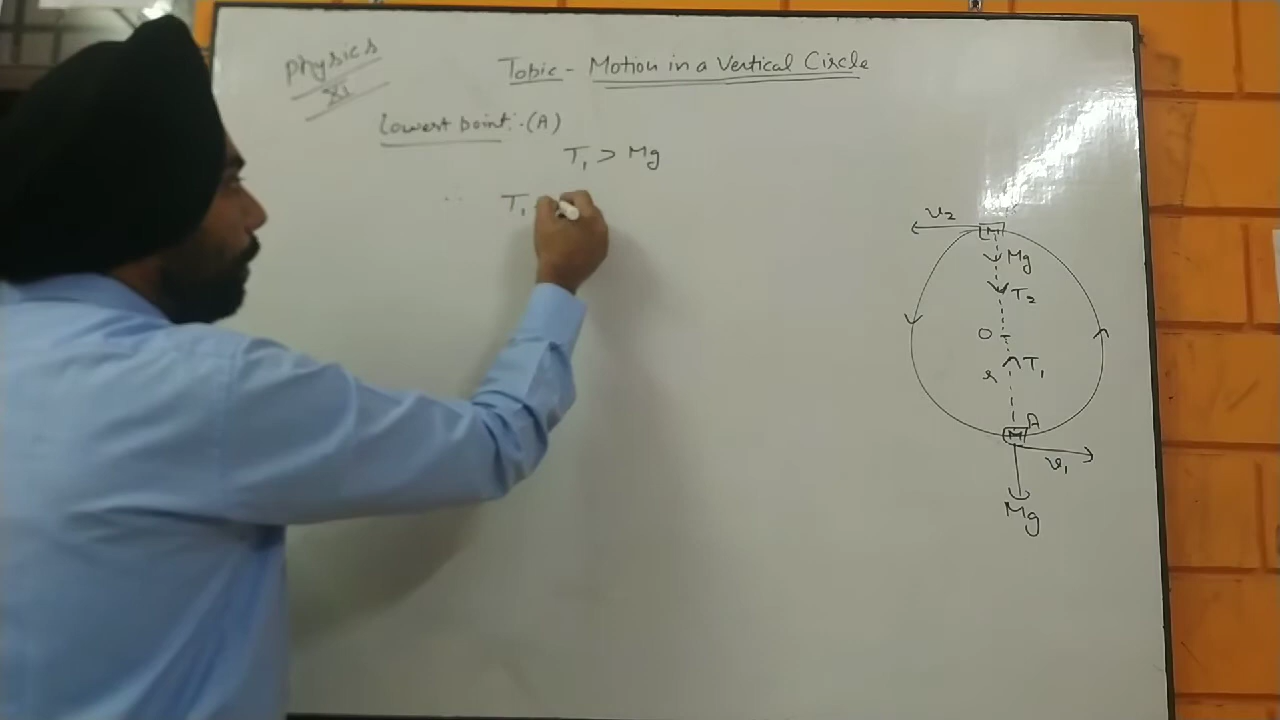 Physics
XI
Topic - Motion in a Vertical Circle
Lowest point :- (A)
T₁ > Mg
T₁ -
v₂
M
Mg
T₂
O
T₁
r
A
M
v₁
Mg